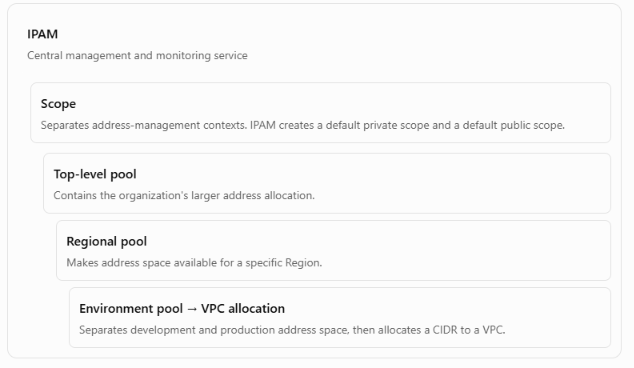 IPAM
Central management and monitoring service
Scope
Separates address-management contexts. IPAM creates a default private scope and a default public scope.
Top-level pool
Contains the organization's larger address allocation.
Regional pool
Makes address space available for a specific Region.
Environment pool → VPC allocation
Separates development and production address space, then allocates a CIDR to a VPC.